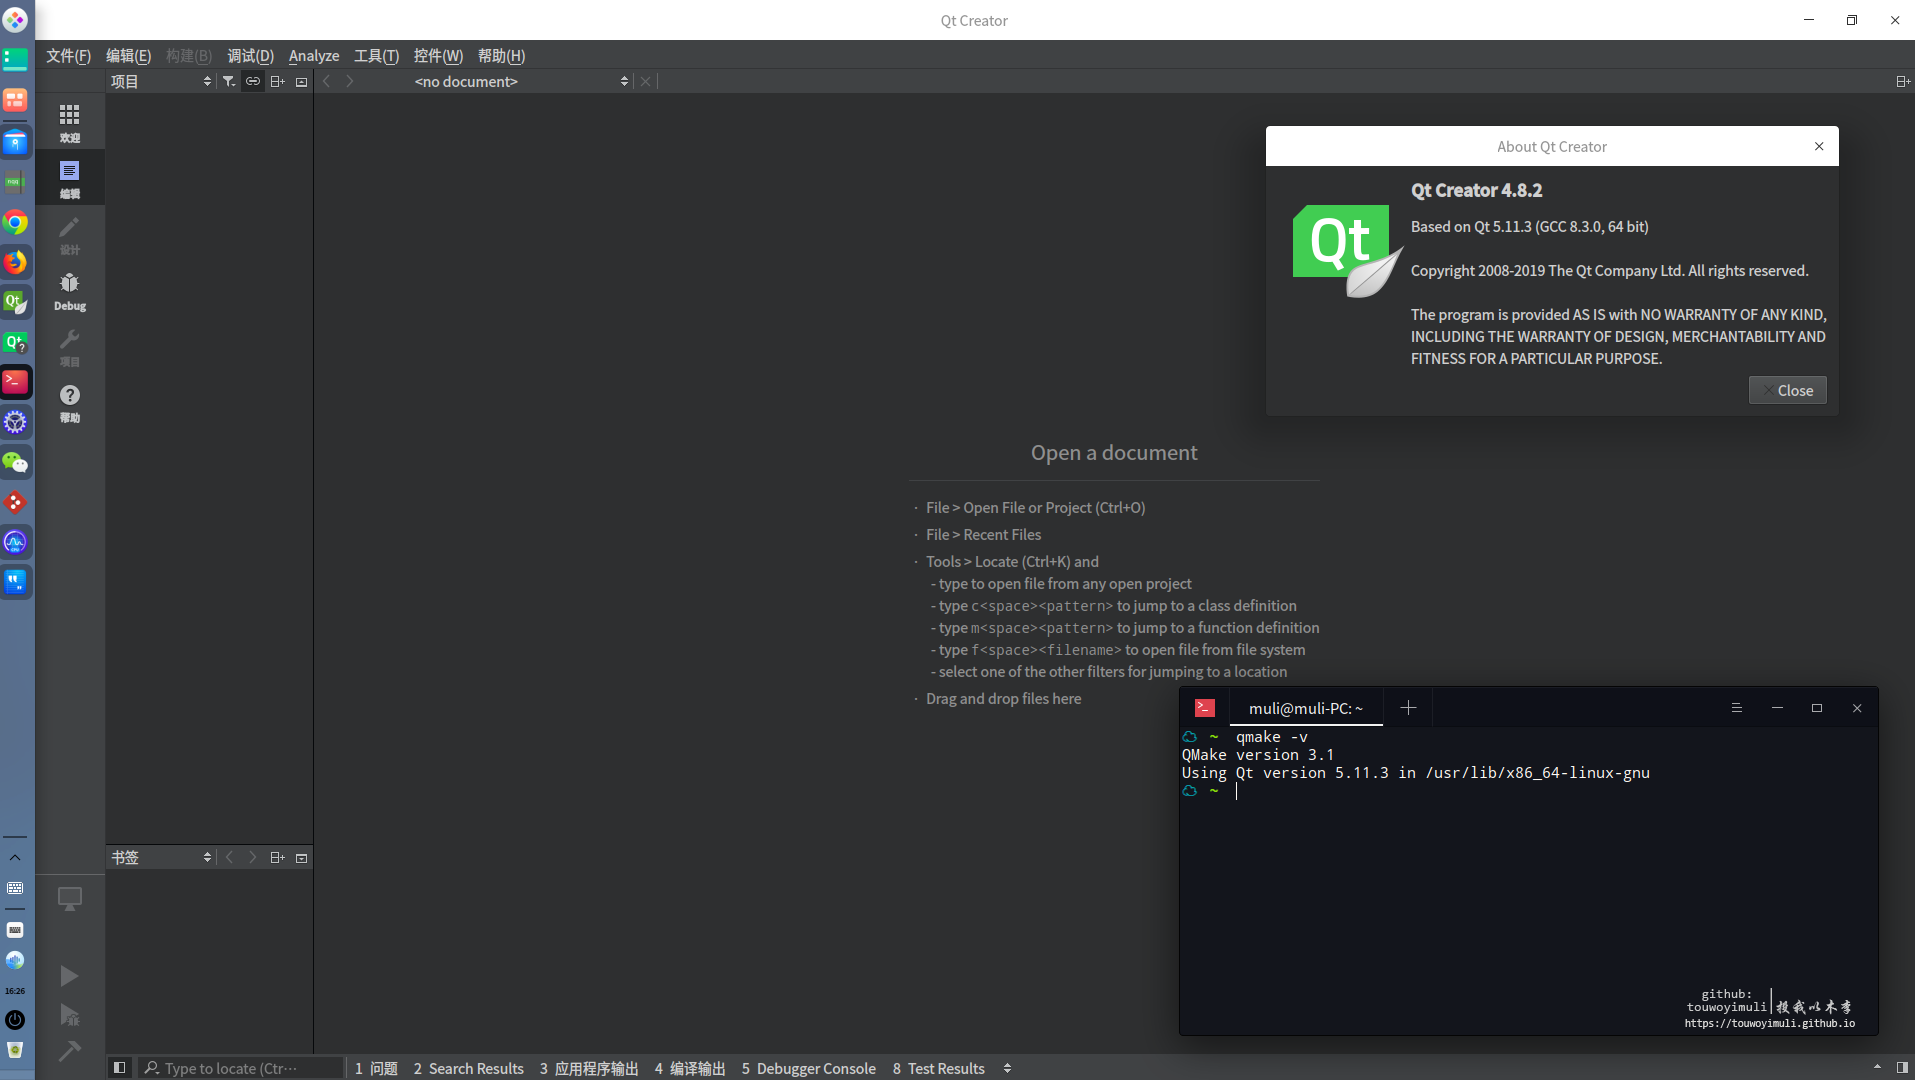 Qt Creator
文件(F) 编辑(E) 构建(B) 调试(D) Analyze 工具(T) 控件(W) 帮助(H)
项目
<no document>
欢迎
编辑
设计
Debug
项目
帮助
About Qt Creator
Qt Creator 4.8.2
Based on Qt 5.11.3 (GCC 8.3.0, 64 bit)
Copyright 2008-2019 The Qt Company Ltd. All rights reserved.
The program is provided AS IS with NO WARRANTY OF ANY KIND,
INCLUDING THE WARRANTY OF DESIGN, MERCHANTABILITY AND
FITNESS FOR A PARTICULAR PURPOSE.
Close
Qt
Open a document
· File > Open File or Project (Ctrl+O)
· File > Recent Files
· Tools > Locate (Ctrl+K) and
- type to open file from any open project
- type c<space><pattern> to jump to a class definition
- type m<space><pattern> to jump to a function definition
- type f<space><filename> to open file from file system
- select one of the other filters for jumping to a location
· Drag and drop files here
muli@muli-PC: ~
~ qmake -v
QMake version 3.1
Using Qt version 5.11.3 in /usr/lib/x86_64-linux-gnu
~
github:
touwoyimuli 投我以木李
https://touwoyimuli.github.io
书签
16:26
Type to locate (Ctr…
1 问题 2 Search Results 3 应用程序输出 4 编译输出 5 Debugger Console 8 Test Results